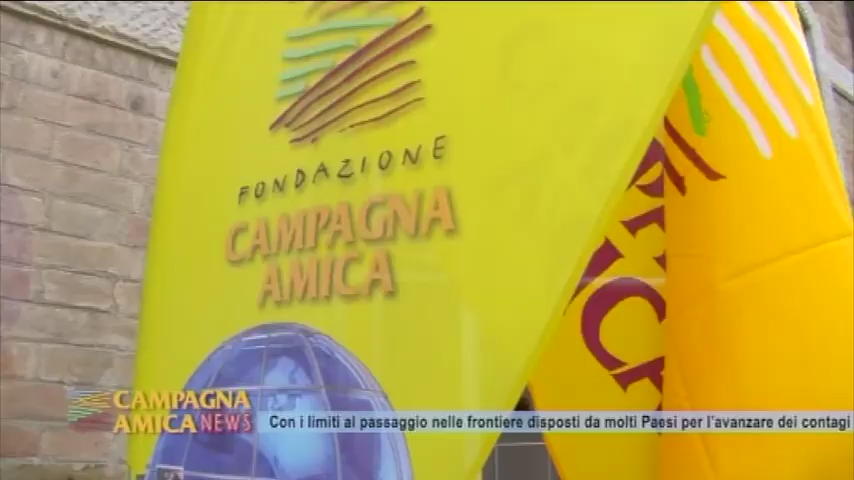 FONDAZIONE
CAMPAGNA
AMICA
CAMPAGNA
AMICA NEWS
Con i limiti al passaggio nelle frontiere disposti da molti Paesi per l'avanzare dei contagi